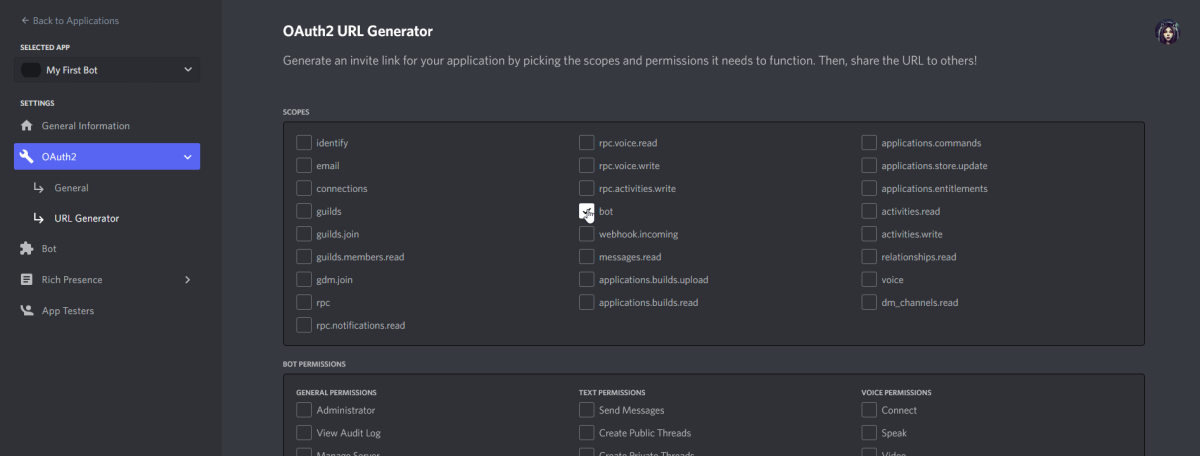 ← Back to Applications
SELECTED APP
My First Bot
SETTINGS
General Information
OAuth2
General
URL Generator
Bot
Rich Presence
App Testers
OAuth2 URL Generator
Generate an invite link for your application by picking the scopes and permissions it needs to function. Then, share the URL to others!
SCOPES
identify
email
connections
guilds
guilds.join
guilds.members.read
gdm.join
rpc
rpc.notifications.read
rpc.voice.read
rpc.voice.write
rpc.activities.write
bot
webhook.incoming
messages.read
applications.builds.upload
applications.builds.read
applications.commands
applications.store.update
applications.entitlements
activities.read
activities.write
relationships.read
voice
dm_channels.read
BOT PERMISSIONS
GENERAL PERMISSIONS
Administrator
View Audit Log
Manage Server
TEXT PERMISSIONS
Send Messages
Create Public Threads
Create Private Threads
VOICE PERMISSIONS
Connect
Speak
Video